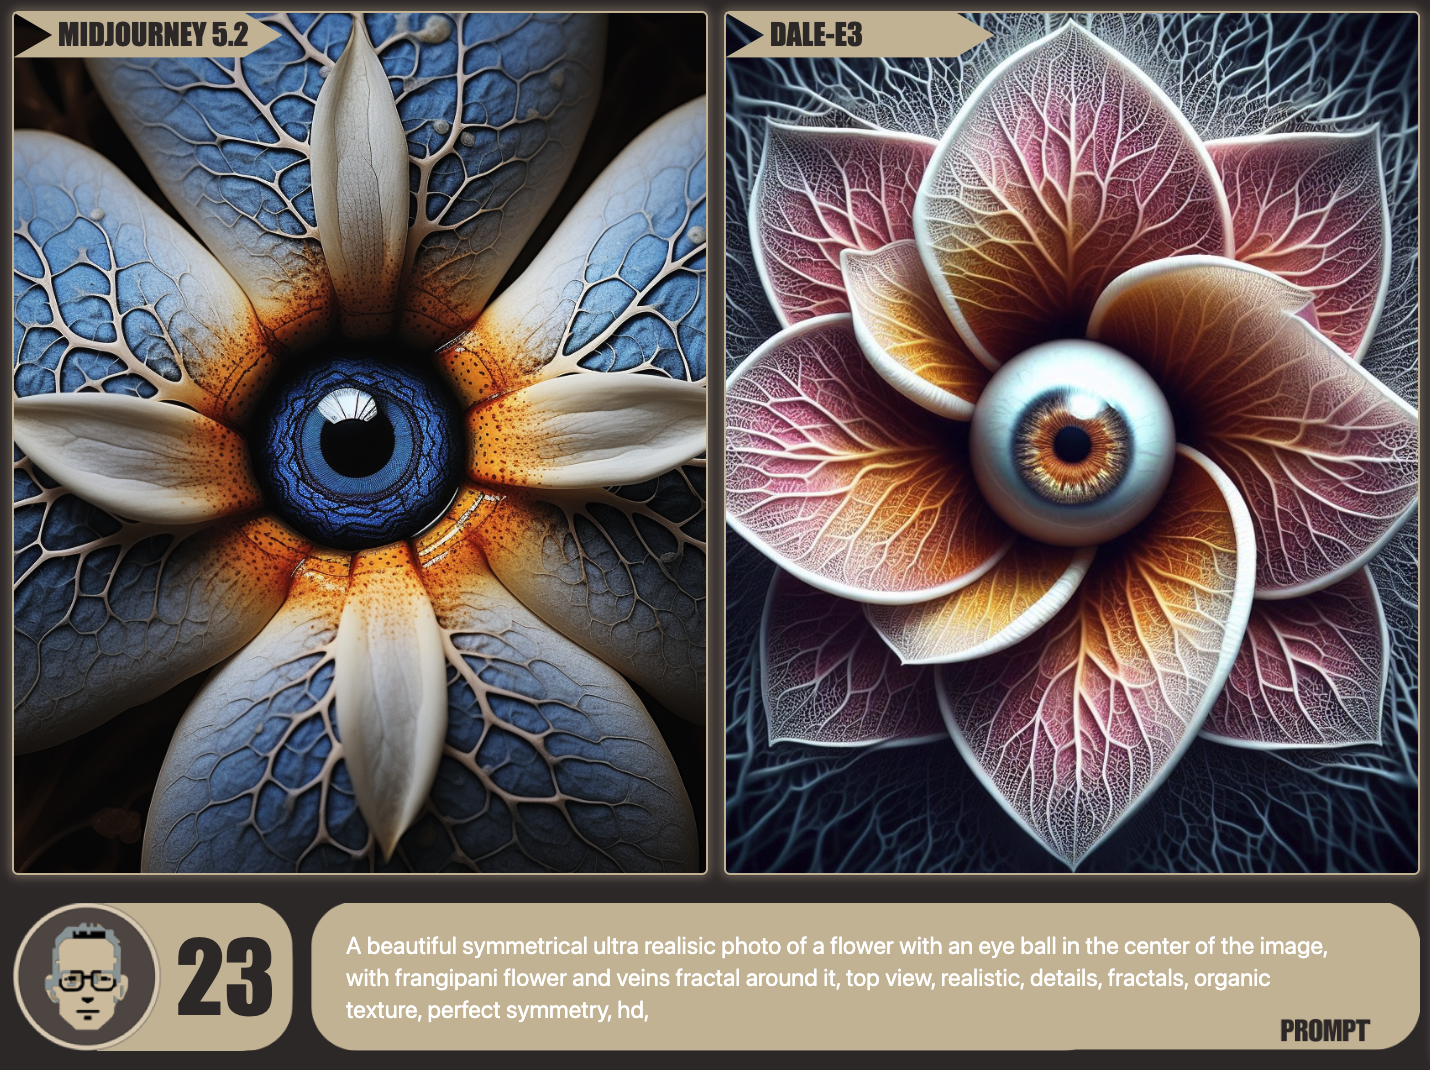 MIDJOURNEY 5.2
DALE-E3
23
A beautiful symmetrical ultra realisic photo of a flower with an eye ball in the center of the image,
with frangipani flower and veins fractal around it, top view, realistic, details, fractals, organic
texture, perfect symmetry, hd,
PROMPT